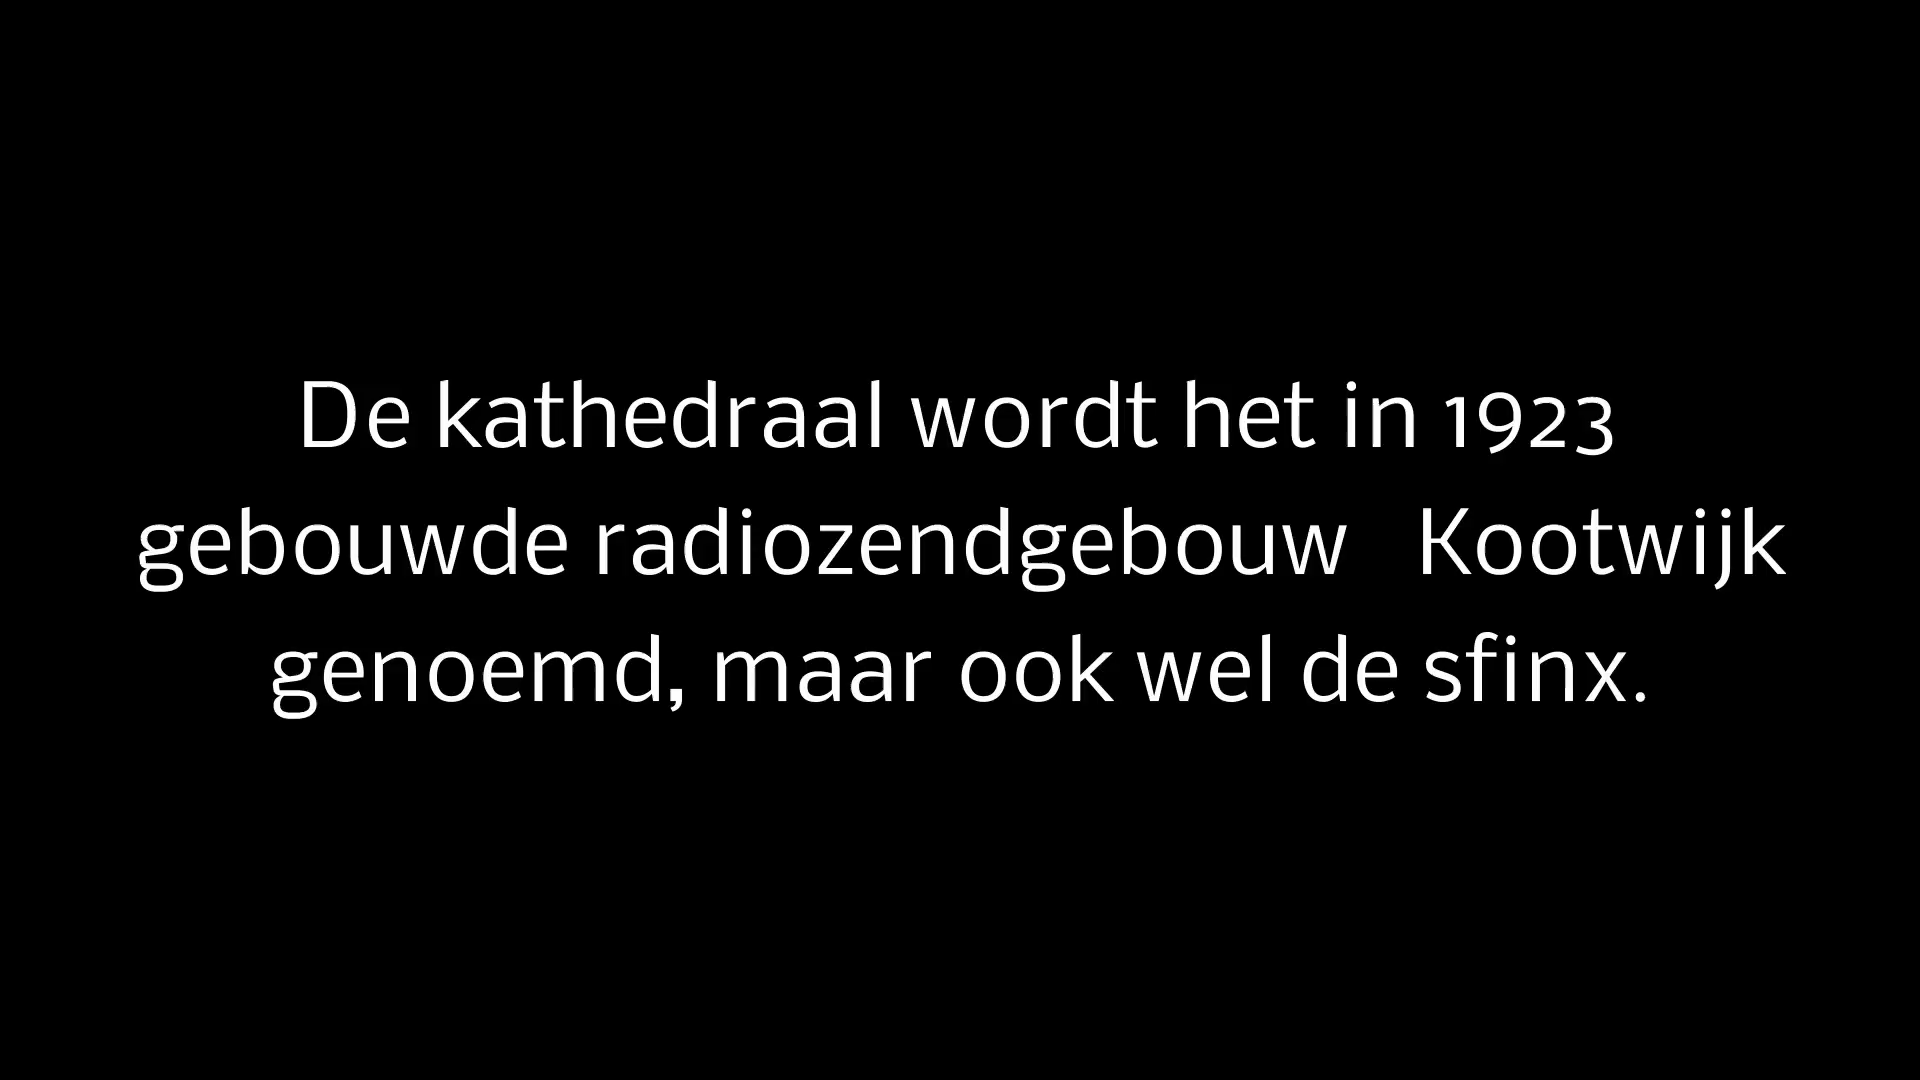 De kathedraal wordt het in 1923
gebouwde radiozendgebouw   Kootwijk
genoemd, maar ook wel de sfinx.